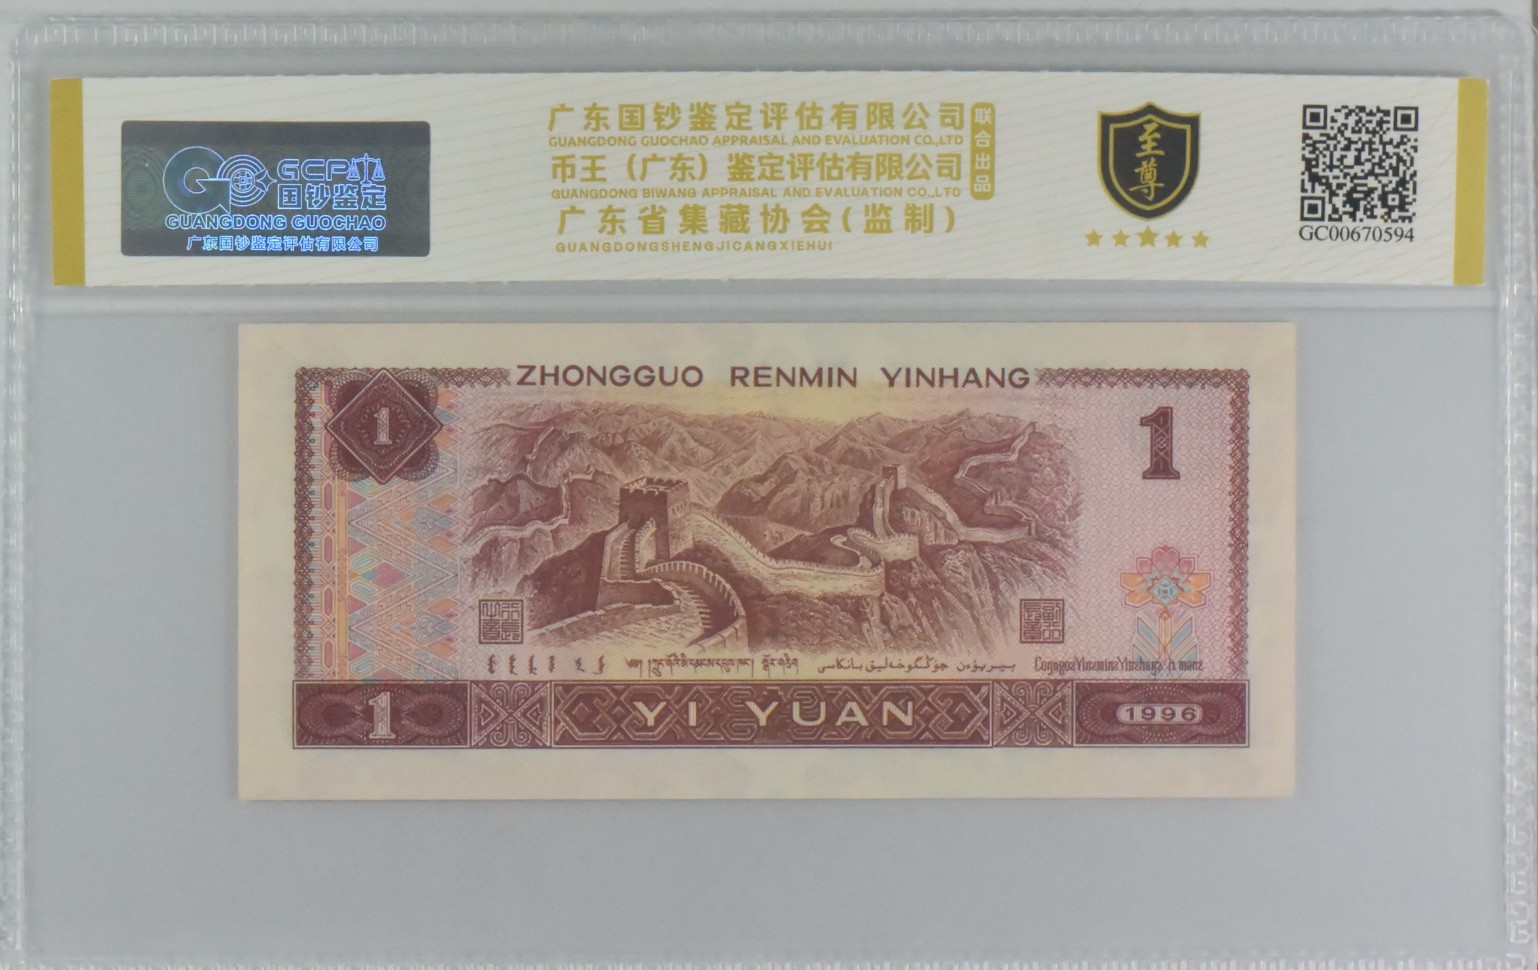 GCP
国钞鉴定
GUANGDONG GUOCHAO
广东国钞鉴定评估有限公司
广东国钞鉴定评估有限公司
GUANGDONG GUOCHAO APPRAISAL AND EVALUATION CO.,LTD
币王（广东）鉴定评估有限公司
GUANGDONG BIWANG APPRAISAL AND EVALUATION CO.,LTD
广东省集藏协会(监制)
GUANGDONGSHENGJICANGXIEHUI
联合出品
至尊
GC00670594
ZHONGGUO RENMIN YINHANG
1
1
1
YI YUAN
1996